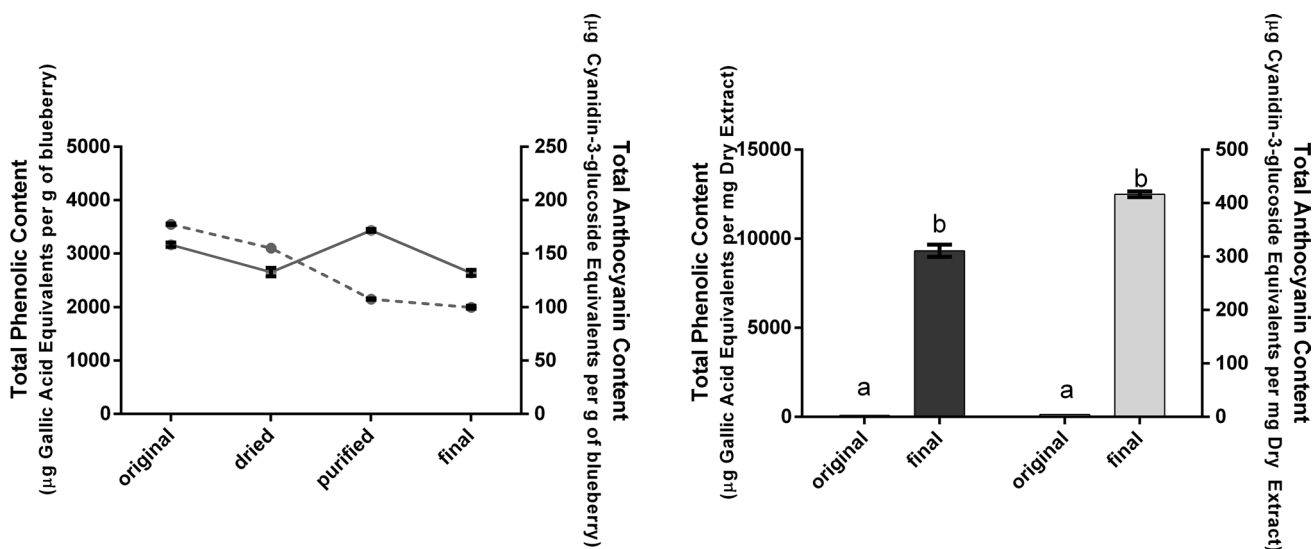 Total Phenolic Content
(µg Gallic Acid Equivalents per g of blueberry)
5000
4000
3000
2000
1000
0
original
dried
purified
final
250
200
150
100
50
0
Total Anthocyanin Content
(µg Cyanidin-3-glucoside Equivalents per g of blueberry)
Total Phenolic Content
(µg Gallic Acid Equivalents per mg Dry Extract)
15000
10000
5000
0
a
b
a
b
original
final
original
final
500
400
300
200
100
0
Total Anthocyanin Content
(µg Cyanidin-3-glucoside Equivalents per mg Dry Extract)